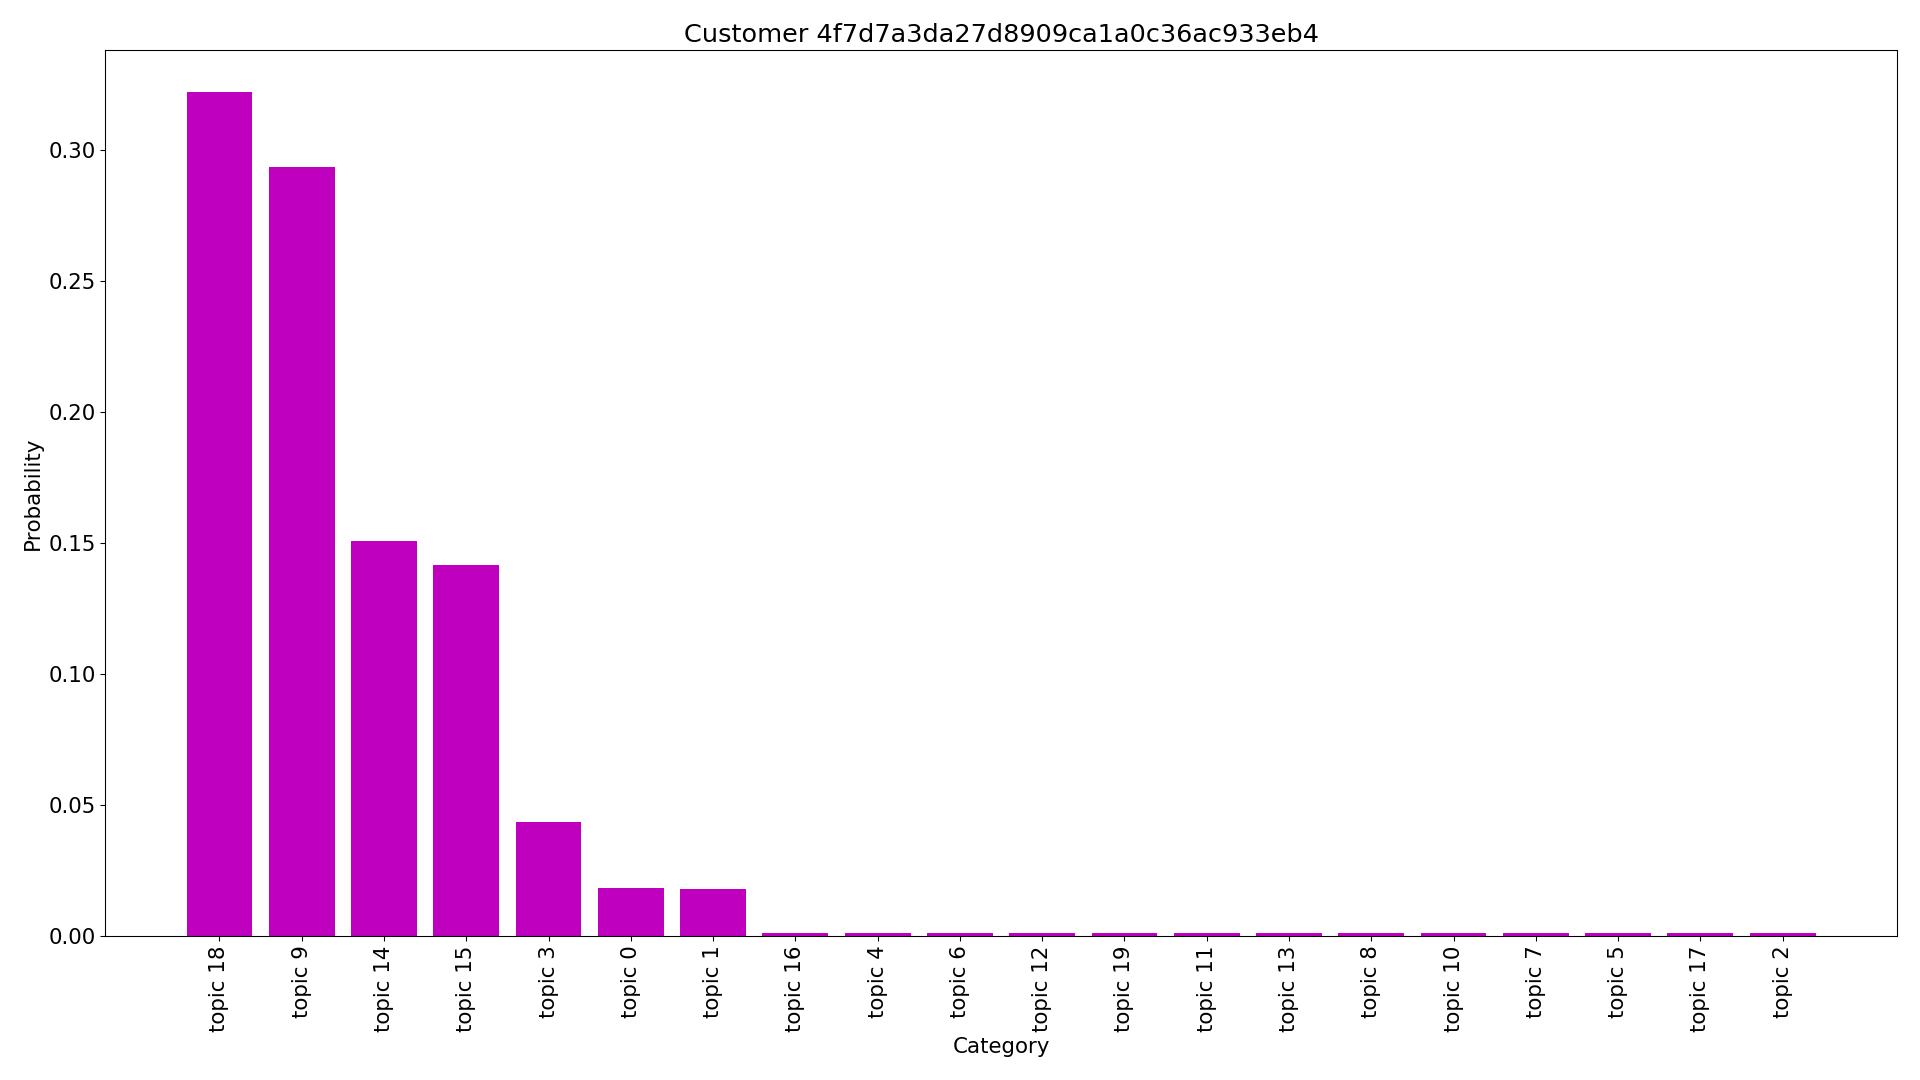 Customer 4f7d7a3da27d8909ca1a0c36ac933eb4
Probability
0.30
0.25
0.20
0.15
0.10
0.05
0.00
topic 18
topic 9
topic 14
topic 15
topic 3
topic 0
topic 1
topic 16
topic 4
topic 6
topic 12
topic 19
topic 11
topic 13
topic 8
topic 10
topic 7
topic 5
topic 17
topic 2
Category